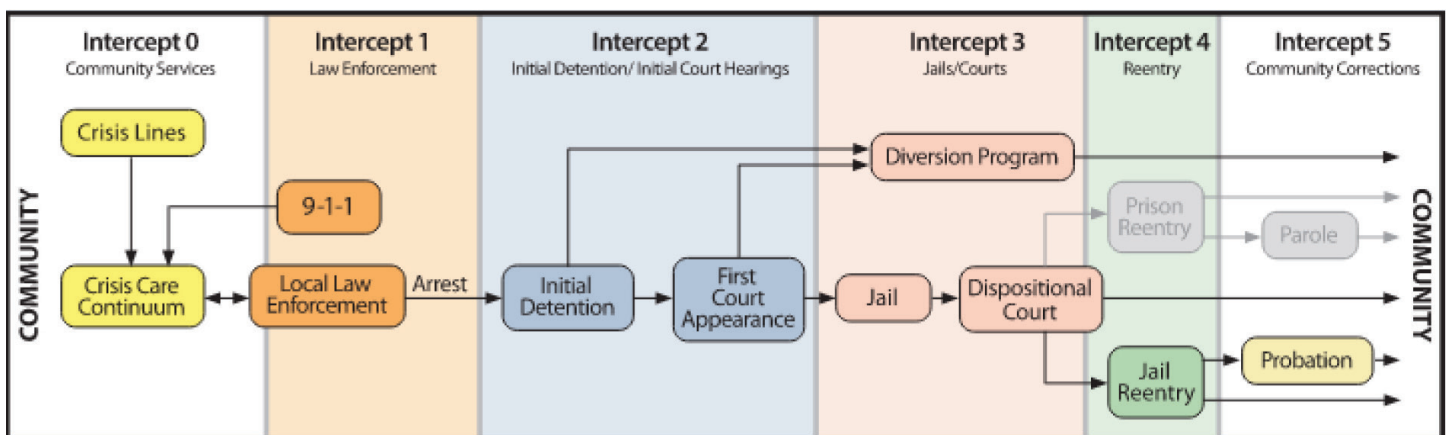 Intercept 0
Community Services
Intercept 1
Law Enforcement
Intercept 2
Initial Detention/ Initial Court Hearings
Intercept 3
Jails/Courts
Intercept 4
Reentry
Intercept 5
Community Corrections
COMMUNITY
Crisis Lines
9-1-1
Crisis Care
Continuum
Local Law
Enforcement
Arrest
Initial
Detention
First
Court
Appearance
Diversion Program
Jail
Dispositional
Court
Prison
Reentry
Parole
Jail
Reentry
Probation
COMMUNITY